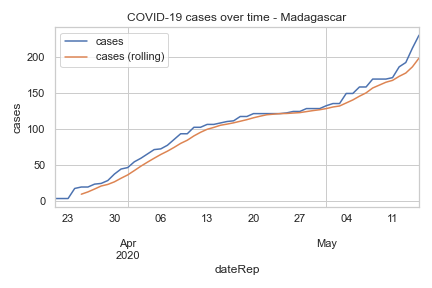 COVID-19 cases over time - Madagascar
cases
cases (rolling)
cases
200
150
100
50
0
23 30 06 13 20 27 04 11
Apr May
2020
dateRep